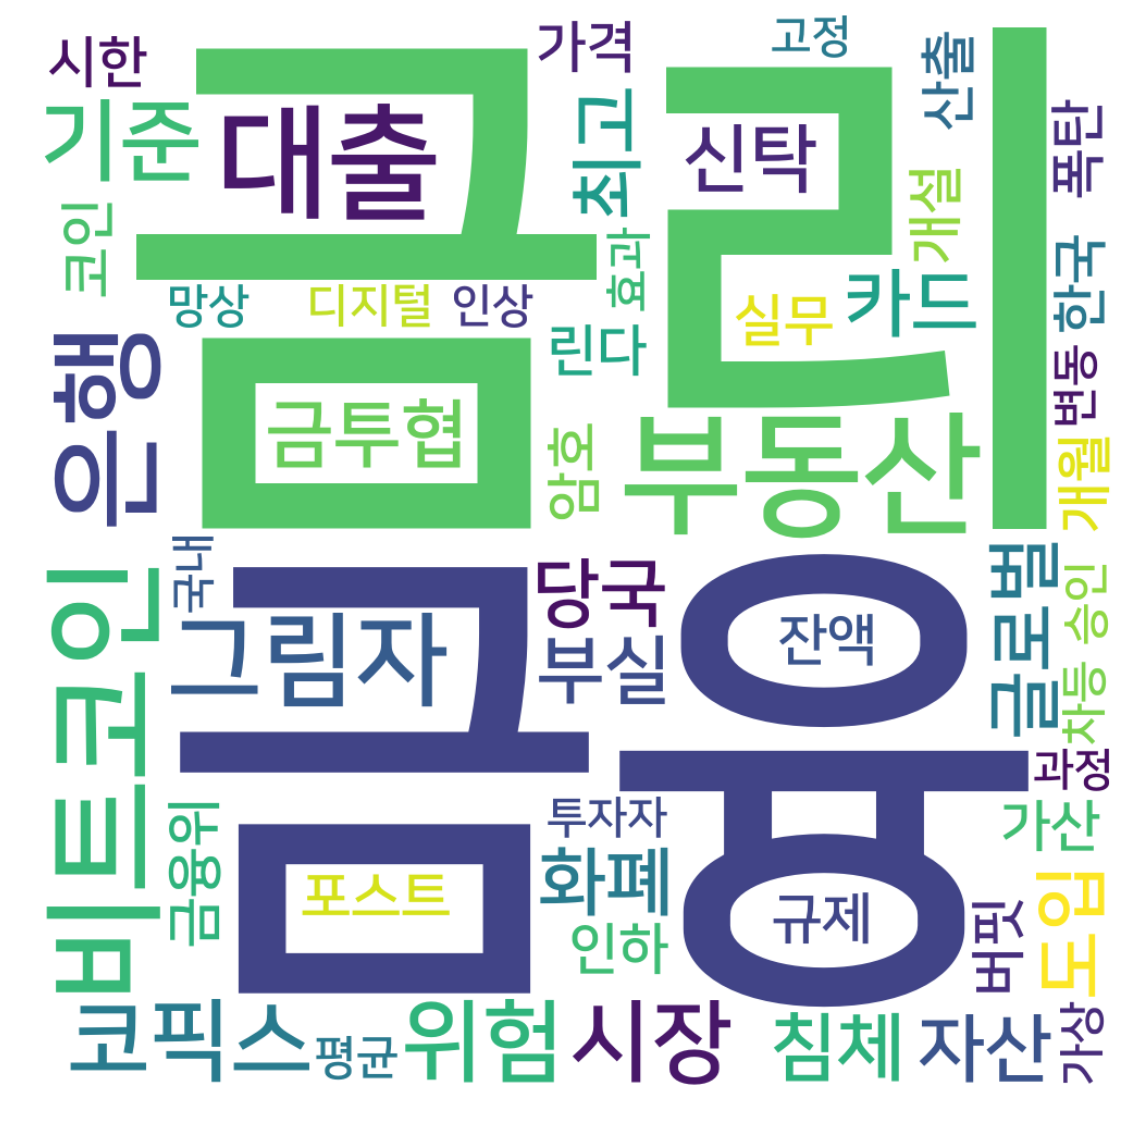 금리
시한
가격
고정
산출
기준
대출
최고
신탁
폭탄
코인
효과
개설
한국
망상
디지털
인상
린다
실무
카드
은행
금투협
암호
부동산
변동
개월
금융
국내
그림자
당국
부실
잔액
글로벌
승인
차등
비트코인
과정
금융위
포스트
투자자
화폐
인하
규제
가산
버핏
도입
코픽스
평균
위험
시장
침체
자산
가상